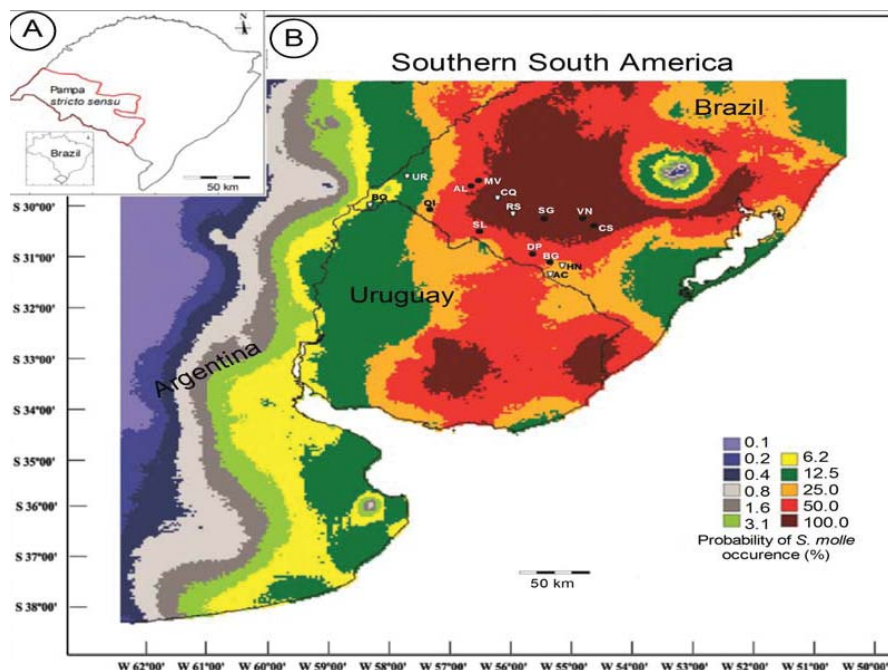 A
N
Pampa
stricto sensu
Brazil
50 km
B
Southern South America
Brazil
UR
MV
AL
CQ
BQ
QI
RS
SG
VN
SL
CS
DP
BG
HN
AC
Uruguay
Argentina
S 30°00'
S 31°00'
S 32°00'
S 33°00'
S 34°00'
S 35°00'
S 36°00'
S 37°00'
S 38°00'
0.1
0.2
0.4
0.8
1.6
3.1
6.2
12.5
25.0
50.0
100.0
Probability of S. molle
occurence (%)
50 km
W 62°00' W 61°00' W 60°00' W 59°00' W 58°00' W 57°00' W 56°00' W 55°00' W 54°00' W 53°00' W 52°00' W 51°00' W 50°00'